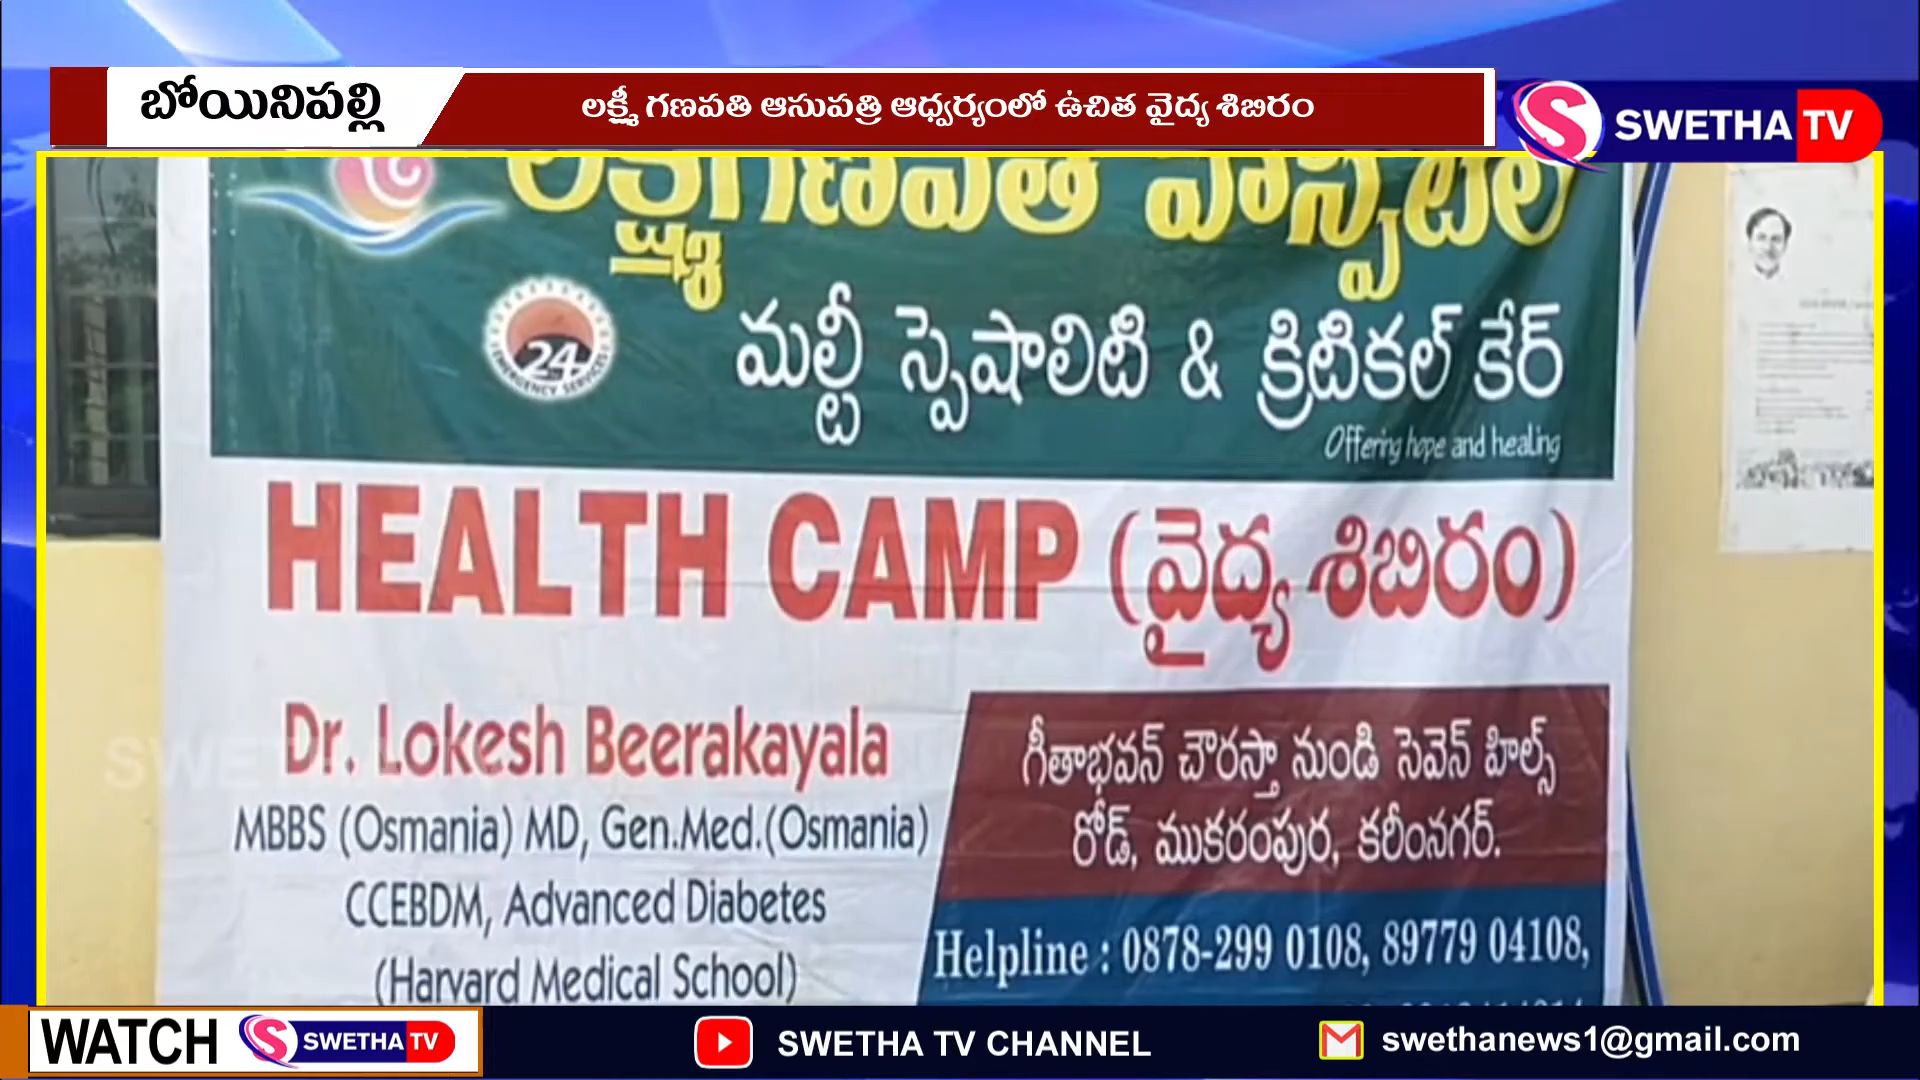 బోయినిపల్లి
లక్ష్మీ గణపతి ఆసుపత్రి ఆధ్వర్యంలో ఉచిత వైద్య శిబిరం
SWETHA TV
లక్ష్మీగణపతి హాస్పిటల్
24
EMERGENCY SERVICES
మల్టీ స్పెషాలిటి & క్రిటికల్ కేర్
Offering hope and healing
HEALTH CAMP (వైద్య శిబిరం)
Dr. Lokesh Beerakayala
MBBS (Osmania) MD, Gen.Med.(Osmania)
CCEBDM, Advanced Diabetes
(Harvard Medical School)
గీతాభవన్ చౌరస్తా నుండి సెవెన్ హిల్స్
రోడ్, ముకరంపుర, కరీంనగర్.
Helpline : 0878-299 0108, 89779 04108,
SWETHA
WATCH SWETHA TV
SWETHA TV CHANNEL
swethanews1@gmail.com